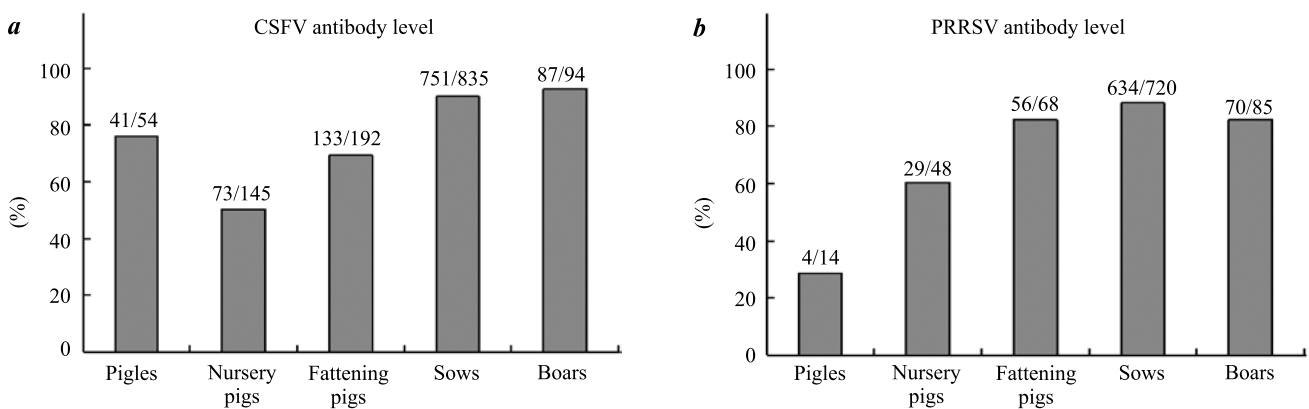 a
CSFV antibody level
100
80
60
40
20
0
(%)
41/54
73/145
133/192
751/835
87/94
Pigles
Nursery
pigs
Fattening
pigs
Sows
Boars
b
PRRSV antibody level
100
80
60
40
20
0
(%)
4/14
29/48
56/68
634/720
70/85
Pigles
Nursery
pigs
Fattening
pigs
Sows
Boars